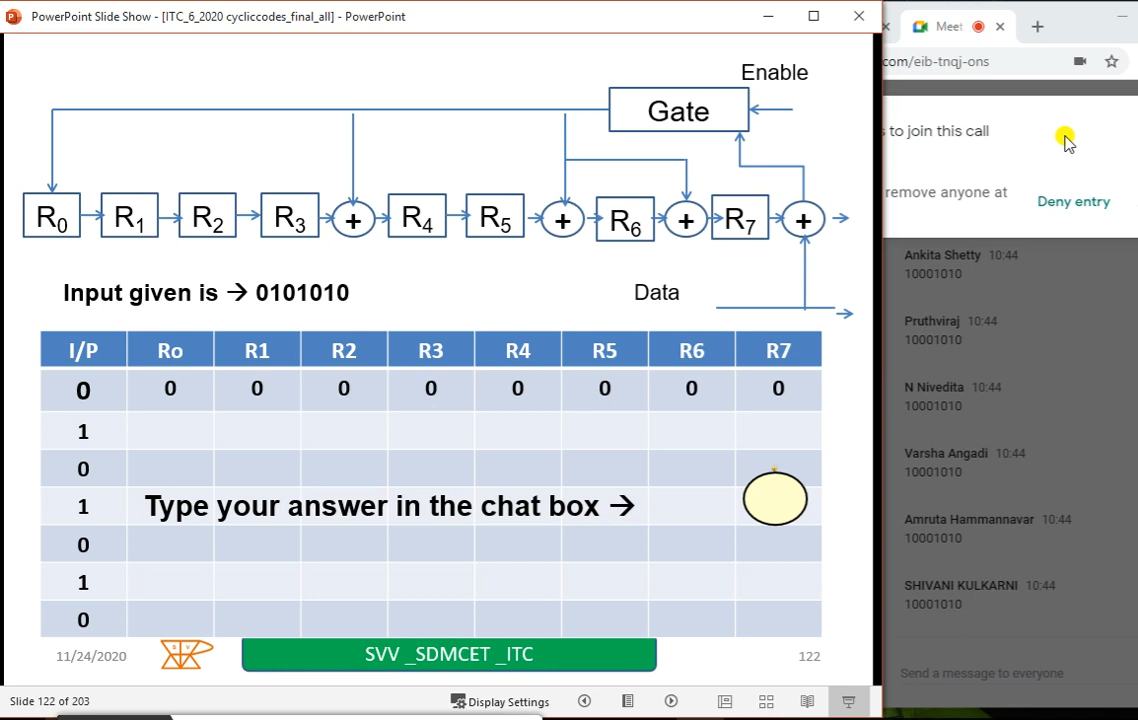 PowerPoint Slide Show - [ITC_6_2020 cycliccodes_final_all] - PowerPoint
Meet
com/eib-tnqj-ons
Enable
Gate
s to join this call
remove anyone at
Deny entry
R0 R1 R2 R3 + R4 R5 + R6 + R7 +
Input given is → 0101010
Data
I/P Ro R1 R2 R3 R4 R5 R6 R7
0 0 0 0 0 0 0 0 0
1
0
1
Type your answer in the chat box →
0
1
0
Ankita Shetty 10:44
10001010
Pruthviraj 10:44
10001010
N Nivedita 10:44
10001010
Varsha Angadi 10:44
10001010
Amruta Hammannavar 10:44
10001010
SHIVANI KULKARNI 10:44
10001010
Send a message to everyone
11/24/2020
S V
SVV _SDMCET _ITC
122
Slide 122 of 203
Display Settings